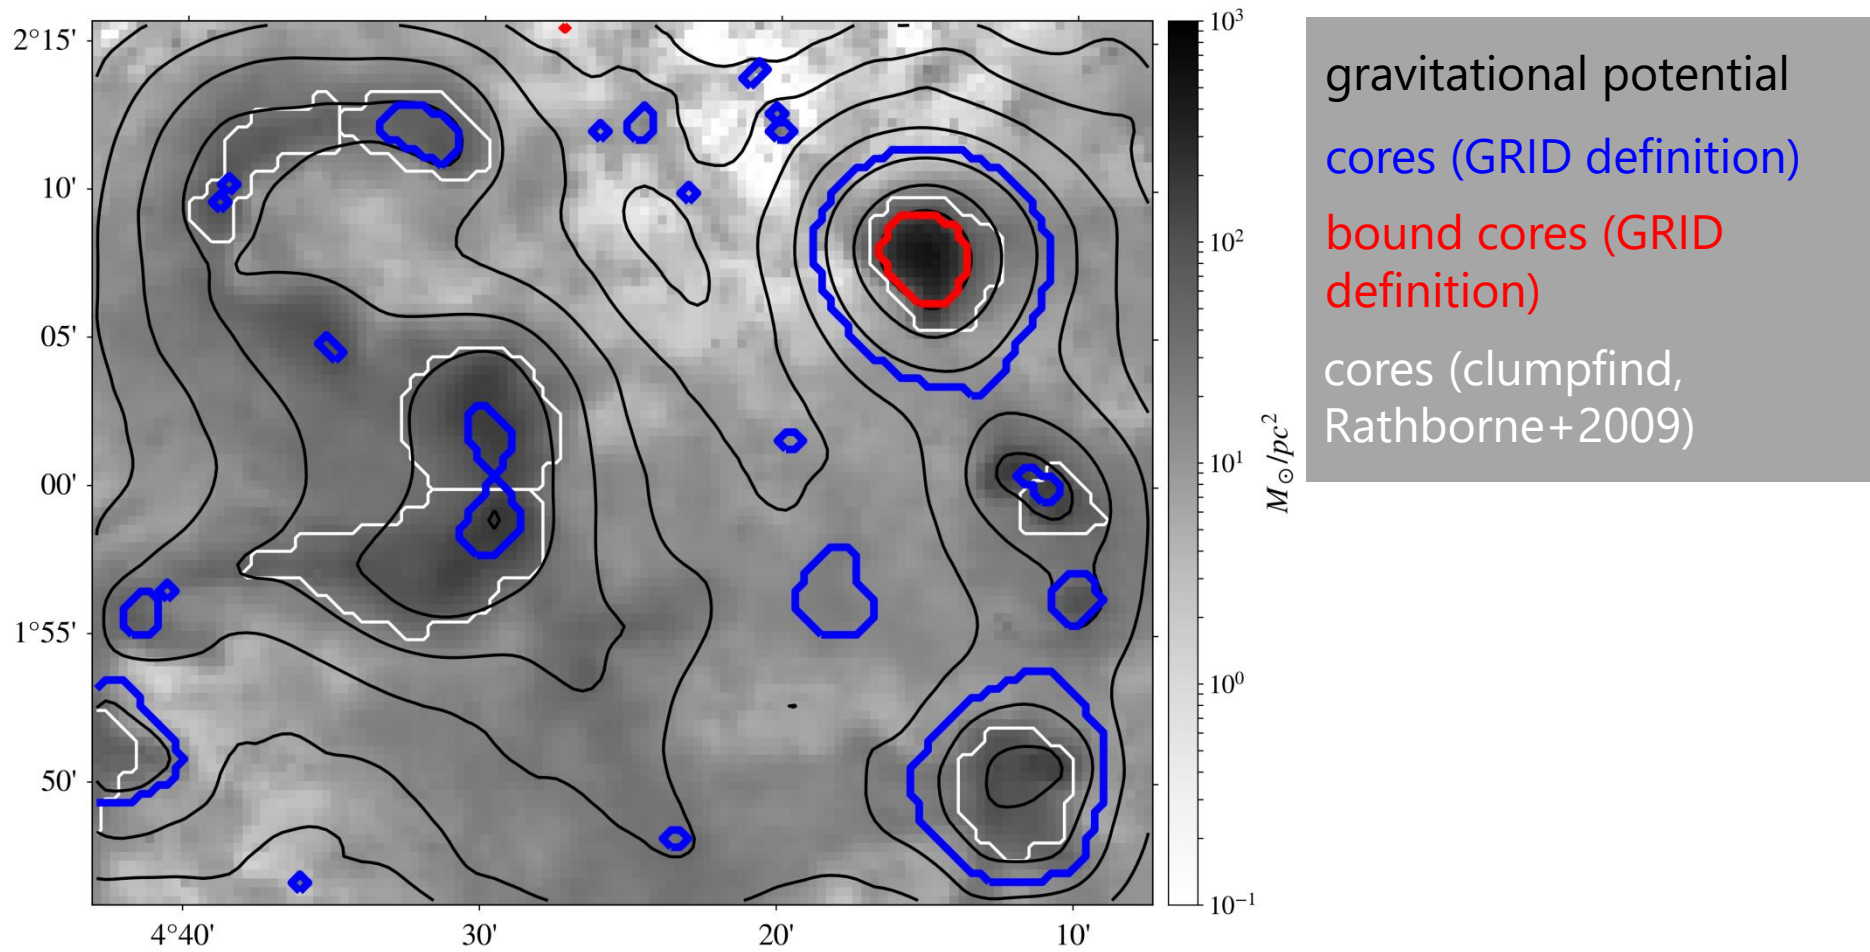 2°15'
10'
05'
00'
1°55'
50'
4°40'
30'
20'
10'
10³
10²
10¹
10⁰
10⁻¹
M⊙/pc²
gravitational potential
cores (GRID definition)
bound cores (GRID
definition)
cores (clumpfind,
Rathborne+2009)